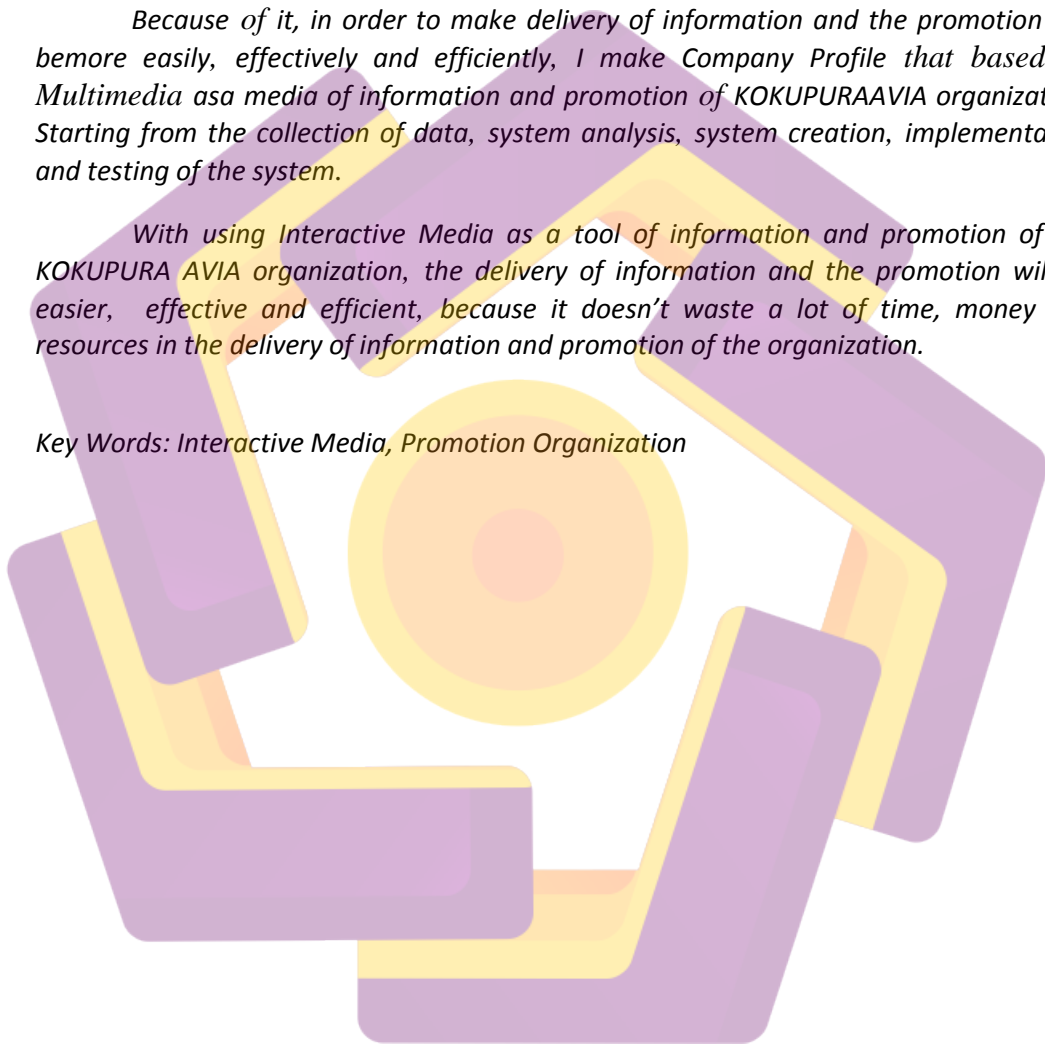 Because of it, in order to make delivery of information and the promotion
bemore easily, effectively and efficiently, I make Company Profile that based
Multimedia asa media of information and promotion of KOKUPURAAVIA organizat
Starting from the collection of data, system analysis, system creation, implementa
and testing of the system.
With using Interactive Media as a tool of information and promotion of
KOKUPURA AVIA organization, the delivery of information and the promotion wil
easier, effective and efficient, because it doesn't waste a lot of time, money
resources in the delivery of information and promotion of the organization.
Key Words: Interactive Media, Promotion Organization